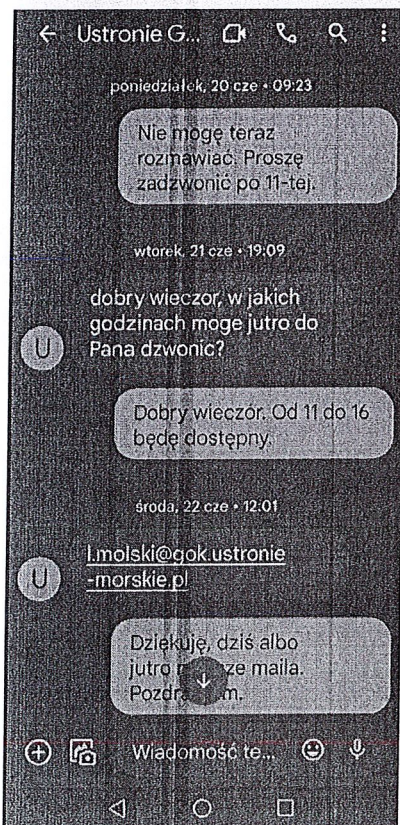 Ustronie G...
poniedziałek, 20 cze • 09:23
Nie mogę teraz
rozmawiać. Proszę
zadzwonić po 11-tej.
wtorek, 21 cze • 19:09
dobry wieczor, w jakich
godzinach moge jutro do
Pana dzwonic?
U
Dobry wieczór. Od 11 do 16
będę dostępny.
środa, 22 cze • 12:01
l.molski@gok.ustronie
-morskie.pl
U
Dziękuję, dziś albo
jutro maila.
Wiadomość te...